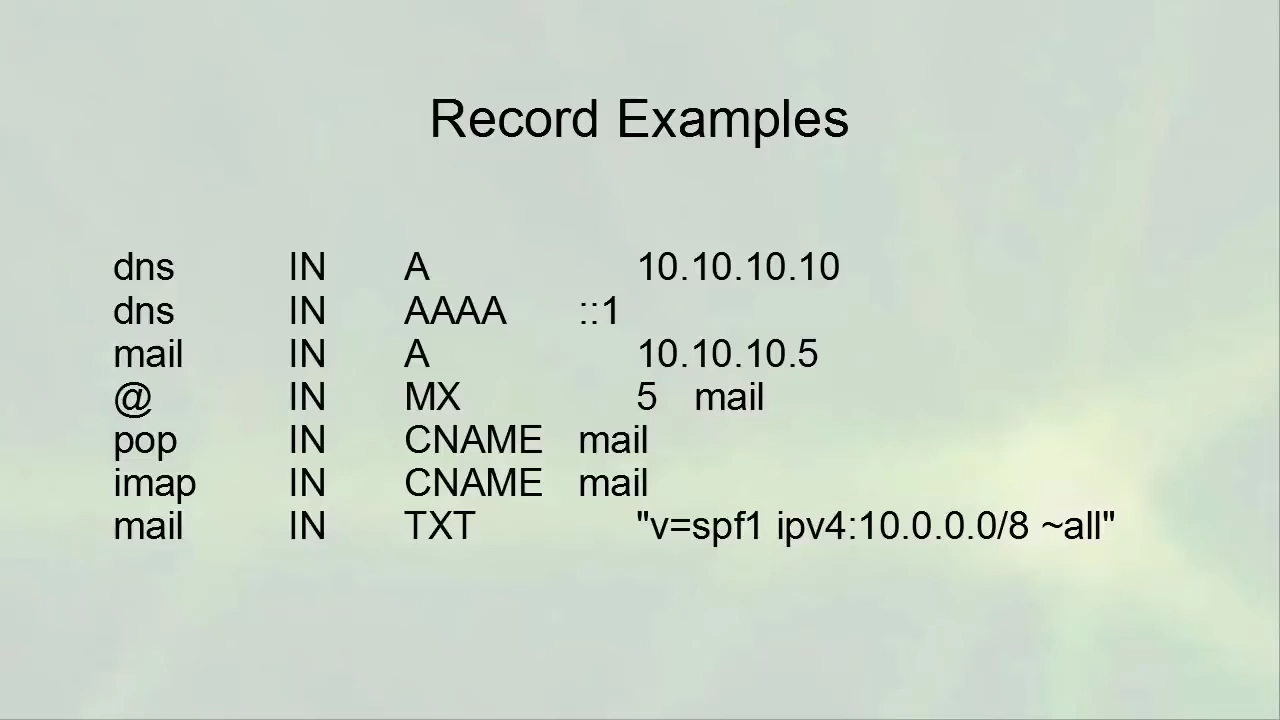 Record Examples
dns IN A 10.10.10.10
dns IN AAAA ::1
mail IN A 10.10.10.5
@ IN MX 5 mail
pop IN CNAME mail
imap IN CNAME mail
mail IN TXT "v=spf1 ipv4:10.0.0.0/8 ~all"